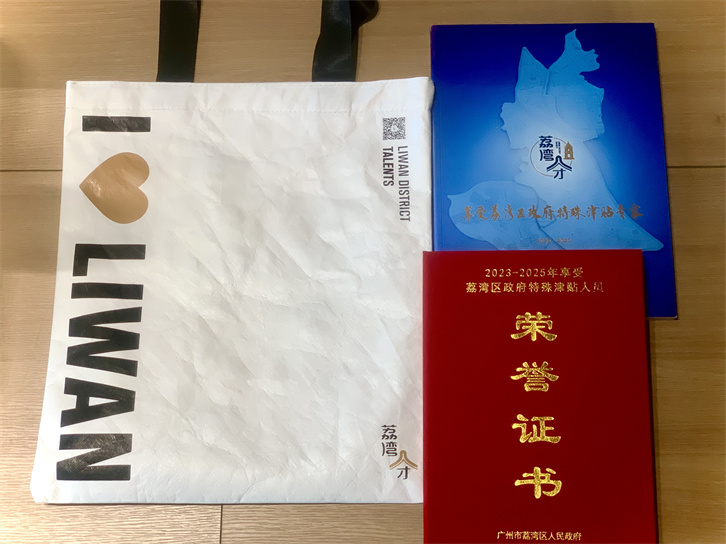 I
LIWAN
LIWAN DISTRICT
TALENTS
荔湾
人才
荔湾
人才
享受荔湾区政府特殊津贴专家
2023-2025年享受
荔湾区政府特殊津贴人员
荣誉证书
广州市荔湾区人民政府